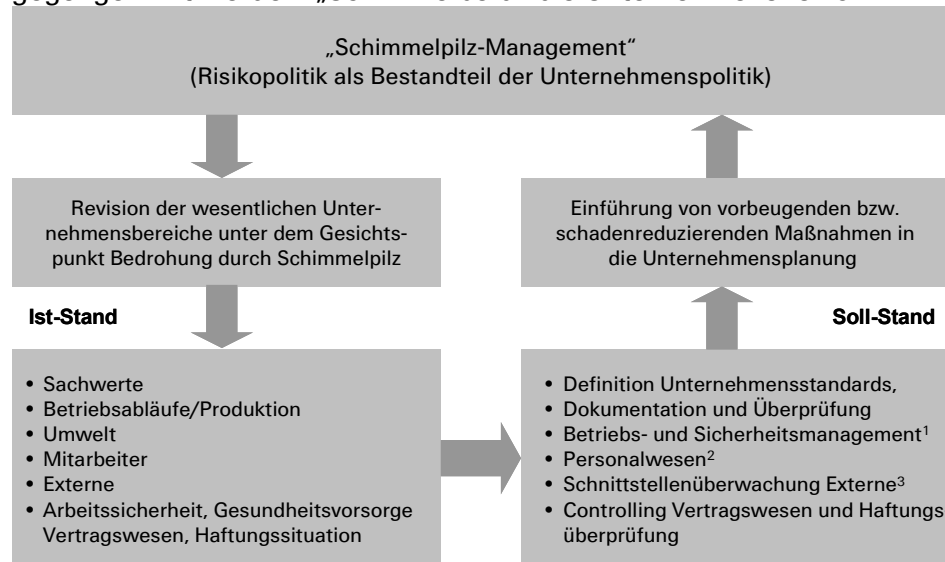 „Schimmelpilz-Management“
(Risikopolitik als Bestandteil der Unternehmenspolitik)
Revision der wesentlichen Unter-
nehmensbereiche unter dem Gesichts-
punkt Bedrohung durch Schimmelpilz
Einführung von vorbeugenden bzw.
schadenreduzierenden Maßnahmen in
die Unternehmensplanung
Ist-Stand
Soll-Stand
• Sachwerte
• Betriebsabläufe/Produktion
• Umwelt
• Mitarbeiter
• Externe
• Arbeitssicherheit, Gesundheitsvorsorge
Vertragswesen, Haftungssituation
• Definition Unternehmensstandards,
• Dokumentation und Überprüfung
• Betriebs- und Sicherheitsmanagement¹
• Personalwesen²
• Schnittstellenüberwachung Externe³
• Controlling Vertragswesen und Haftungs
überprüfung